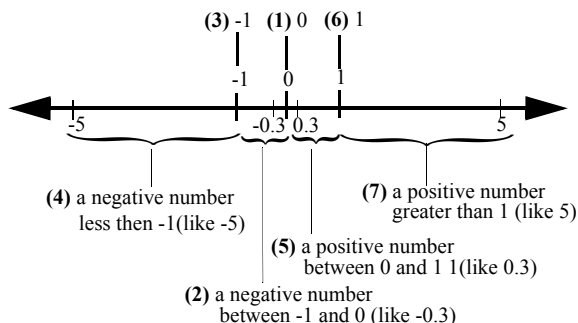 (3) -1 (1) 0 (6) 1
-1 0 1
-5 -0.3 0.3 5
(4) a negative number
less then -1(like -5)
(7) a positive number
greater than 1 (like 5)
(5) a positive number
between 0 and 1 1(like 0.3)
(2) a negative number
between -1 and 0 (like -0.3)